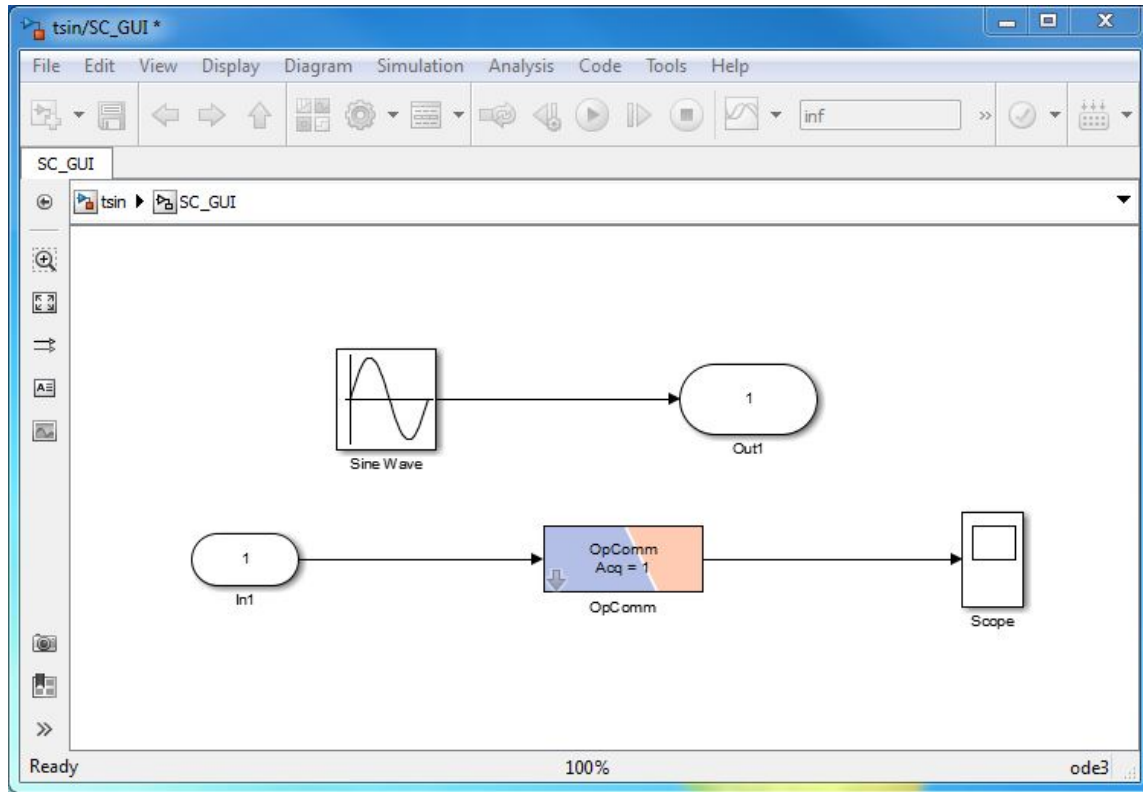 tsin/SC_GUI *
File Edit View Display Diagram Simulation Analysis Code Tools Help
inf
»
SC_GUI
tsin SC_GUI
1
Sine Wave
Out1
1
OpComm
Acq = 1
In1
OpComm
Scope
»
Ready 100% ode3